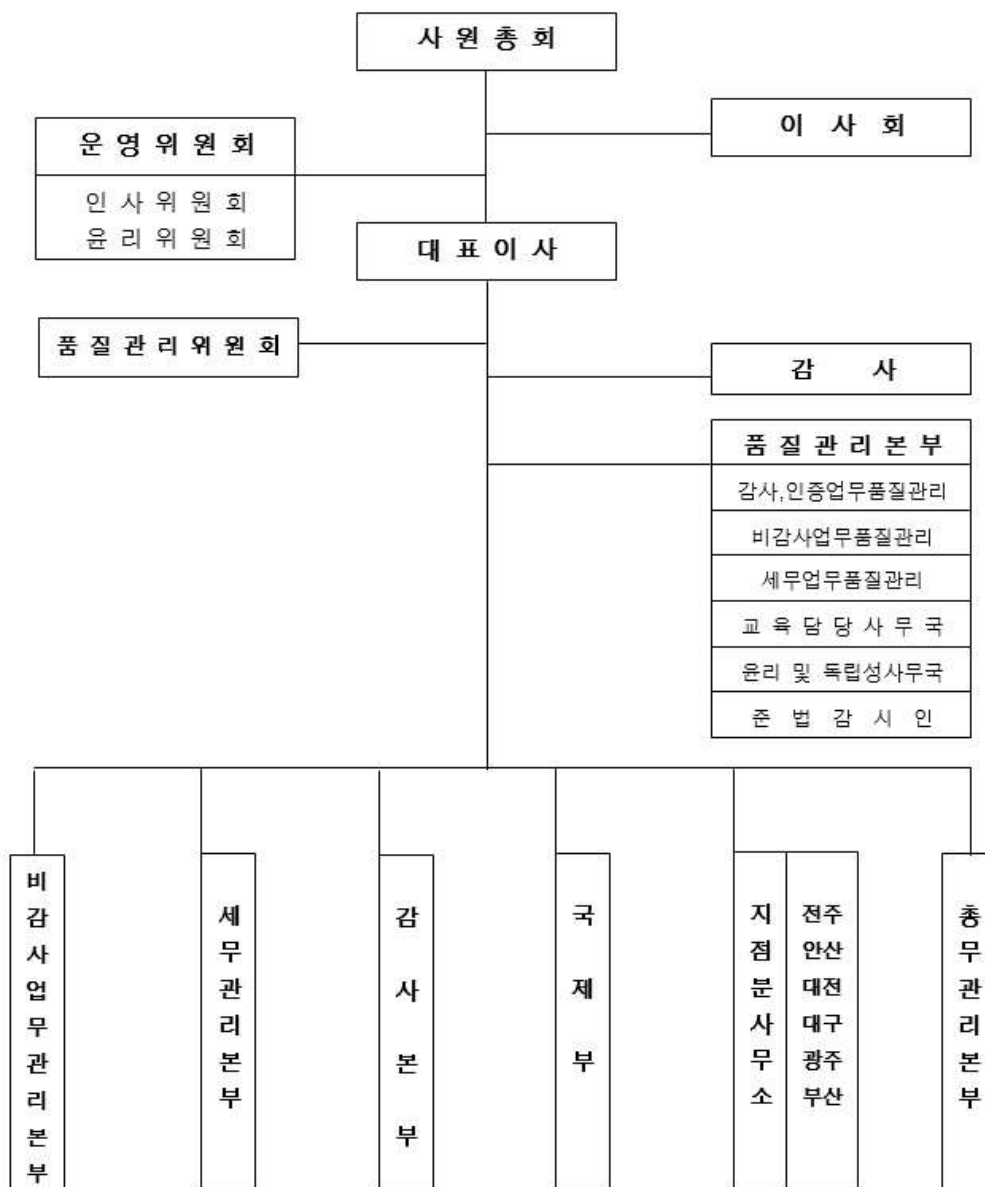 사 원 총 회
이 사 회
운 영 위 원 회
인 사 위 원 회
윤 리 위 원 회
대 표 이 사
품 질 관 리 위 원 회
감 사
품 질 관 리 본 부
감사,인증업무품질관리
비감사업무품질관리
세무업무품질관리
교 육 담 당 사 무 국
윤리 및 독립성사무국
준 법 감 시 인
비감사업무관리본부
세무관리본부
감사본부
국제부
지점분사무소
전주
안산
대전
대구
광주
부산
총무관리본부